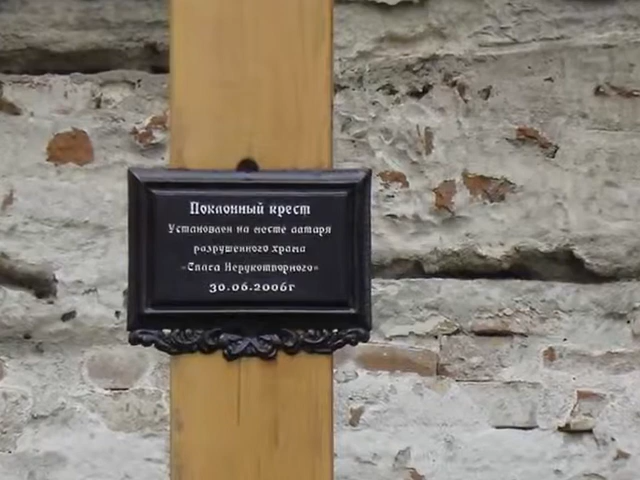 Поклонный крест
Установлен на месте алтаря
разрушенного храма
«Спаса Нерукотворного»
30.06.2006г